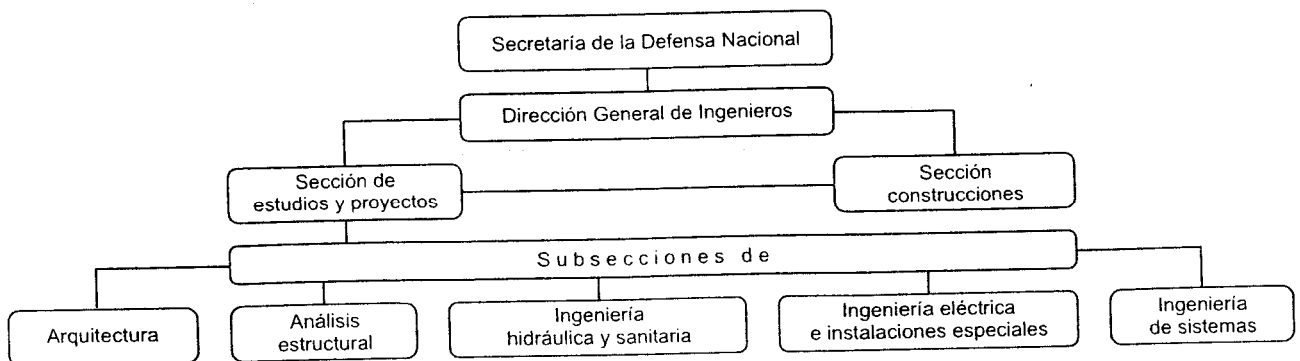 Secretaría de la Defensa Nacional
Dirección General de Ingenieros
Sección de
estudios y proyectos
Sección
construcciones
Subsecciones de
Arquitectura
Análisis
estructural
Ingeniería
hidráulica y sanitaria
Ingeniería eléctrica
e instalaciones especiales
Ingeniería
de sistemas